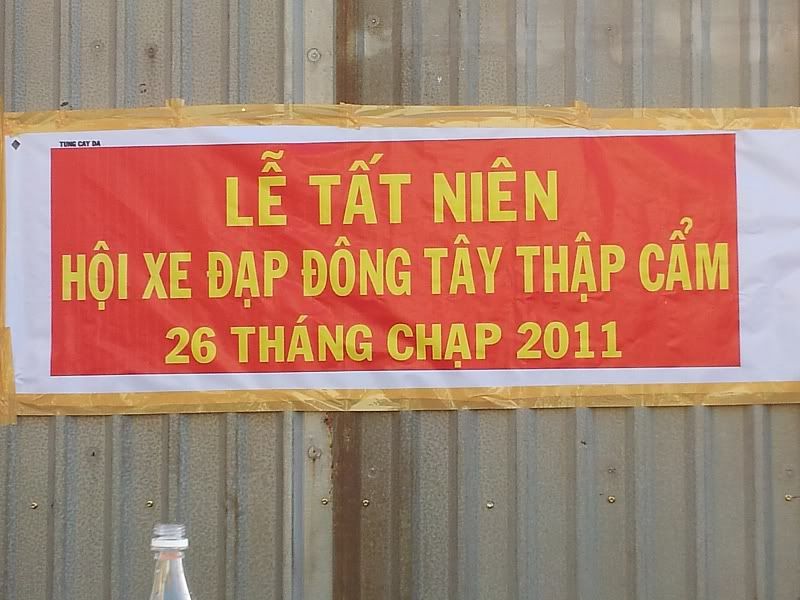 TUNG CAY DA
LỄ TẤT NIÊN
HỘI XE ĐẠP ĐÔNG TÂY THẬP CẨM
26 THÁNG CHẠP 2011